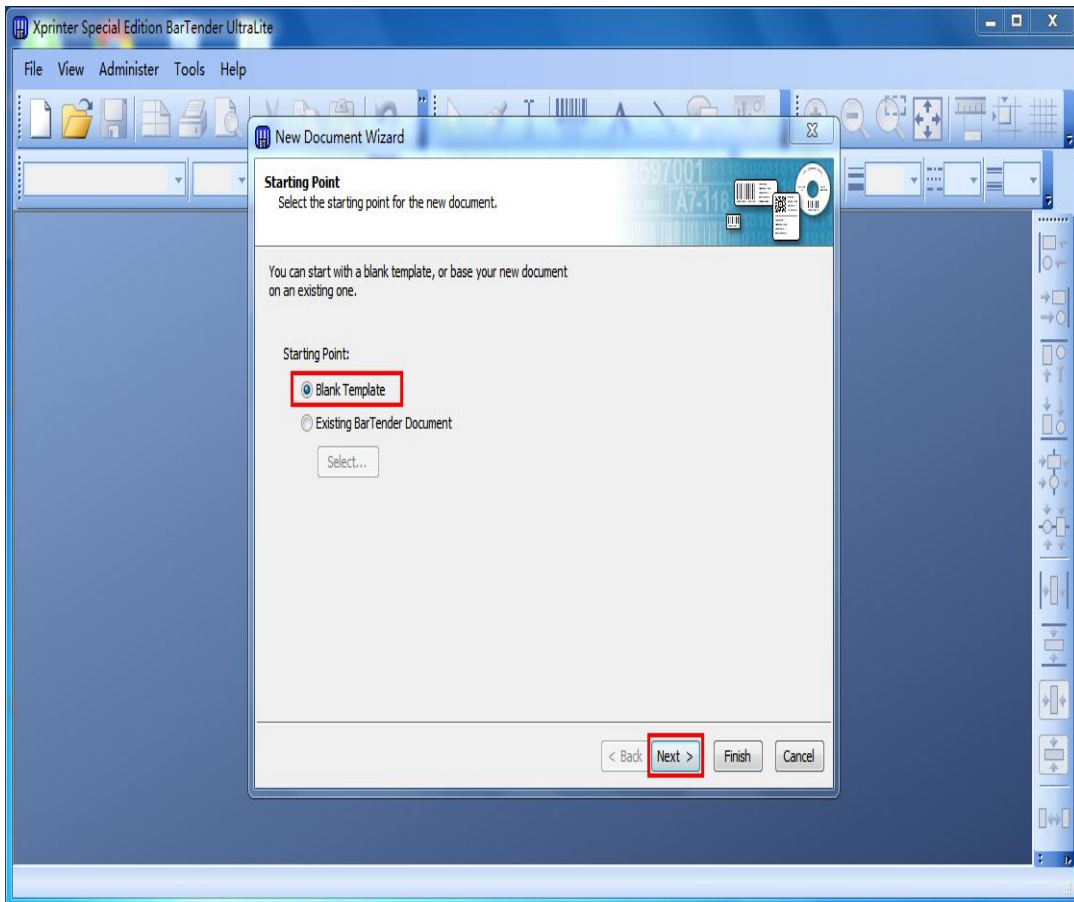 Xprinter Special Edition BarTender UltraLite
File View Administer Tools Help
New Document Wizard
Starting Point
Select the starting point for the new document.
A7-118
You can start with a blank template, or base your new document
on an existing one.
Starting Point:
Blank Template
Existing BarTender Document
Select...
< Back Next > Finish Cancel